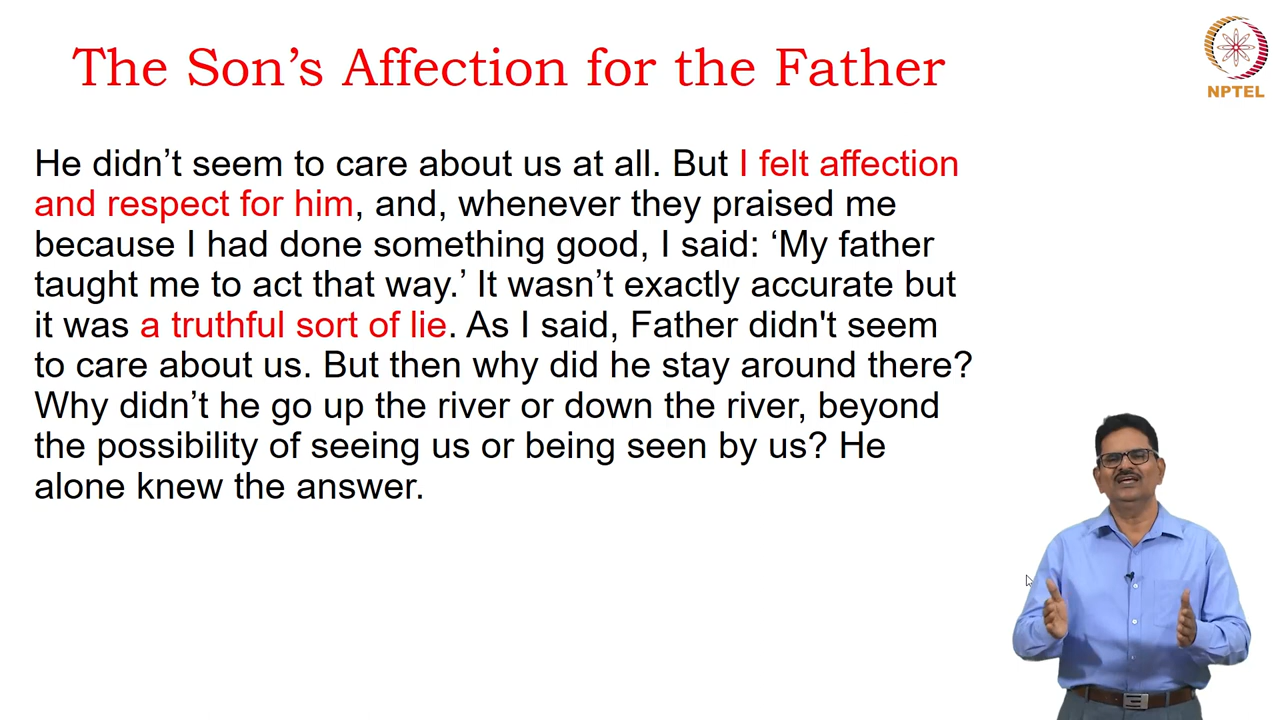 The Son’s Affection for the Father
NPTEL
He didn’t seem to care about us at all. But I felt affection
and respect for him, and, whenever they praised me
because I had done something good, I said: ‘My father
taught me to act that way.’ It wasn’t exactly accurate but
it was a truthful sort of lie. As I said, Father didn't seem
to care about us. But then why did he stay around there?
Why didn’t he go up the river or down the river, beyond
the possibility of seeing us or being seen by us? He
alone knew the answer.